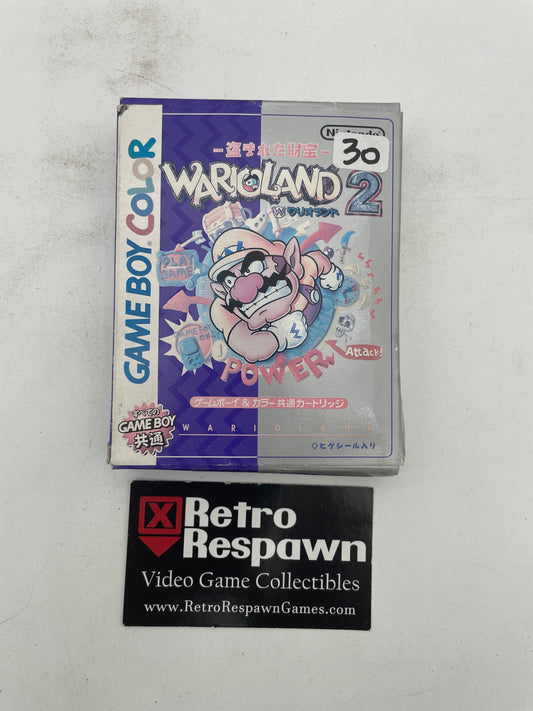 Nintendo
30
ー盗まれた財宝ー
WARIOLAND 2
ワリオランド
GAME BOY COLOR
PLAY GAME
POWER
Attack!
ゲームボーイ & カラー共通カートリッジ
WARIOLAND
すべての
GAME BOY
共通
◇ヒゲシール入り
X Retro
Respawn
Video Game Collectibles
www.RetroRespawnGames.com